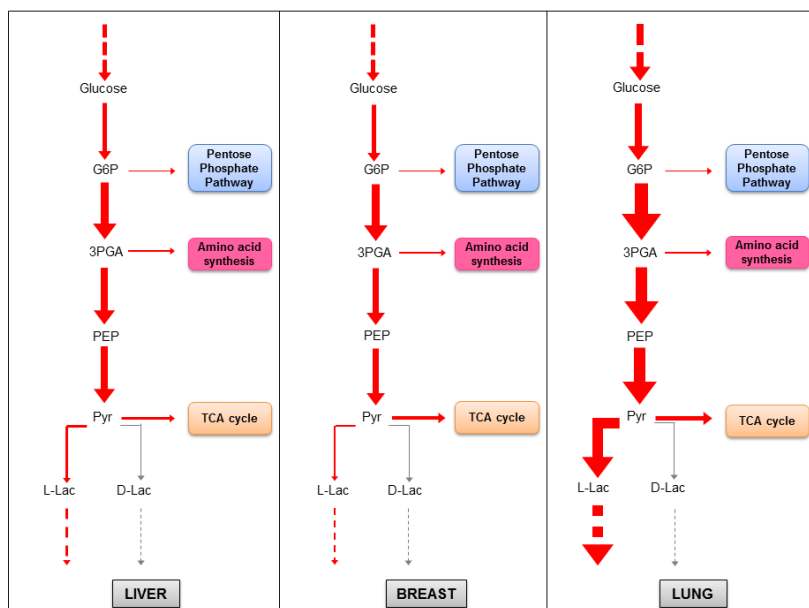 Glucose
G6P
Pentose
Phosphate
Pathway
3PGA
Amino acid
synthesis
PEP
Pyr
TCA cycle
L-Lac
D-Lac
LIVER
Glucose
G6P
Pentose
Phosphate
Pathway
3PGA
Amino acid
synthesis
PEP
Pyr
TCA cycle
L-Lac
D-Lac
BREAST
Glucose
G6P
Pentose
Phosphate
Pathway
3PGA
Amino acid
synthesis
PEP
Pyr
TCA cycle
L-Lac
D-Lac
LUNG